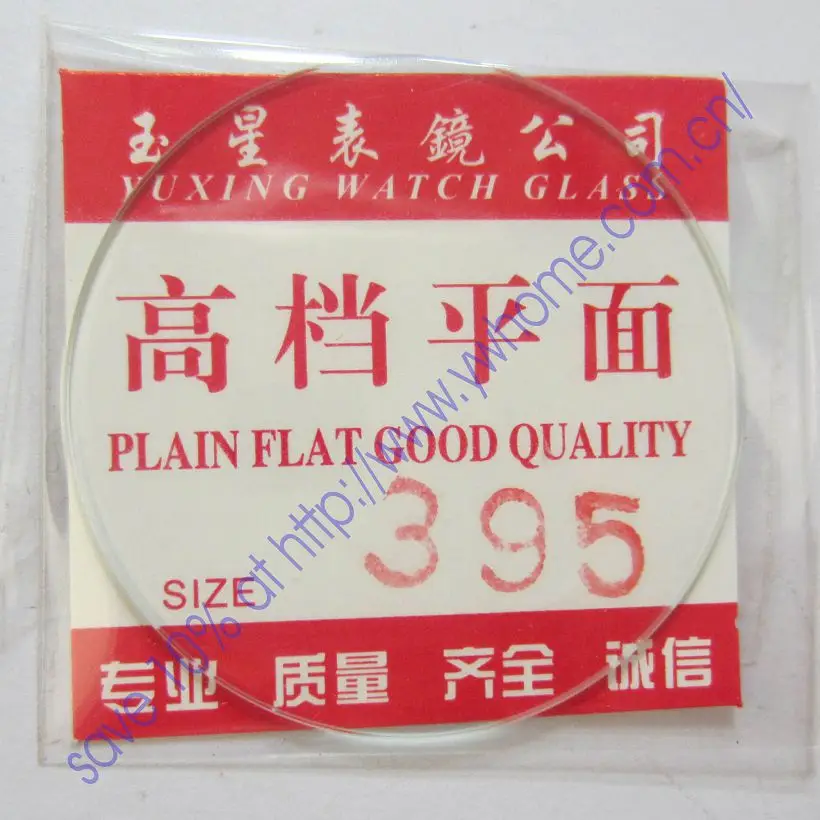 玉星表鏡公司
YUXING WATCH GLASS
高档平面
PLAIN FLAT GOOD QUALITY
395
SIZE
专业 质量 齐全 诚信
save 10% at http://www.ywhome.com.cn/